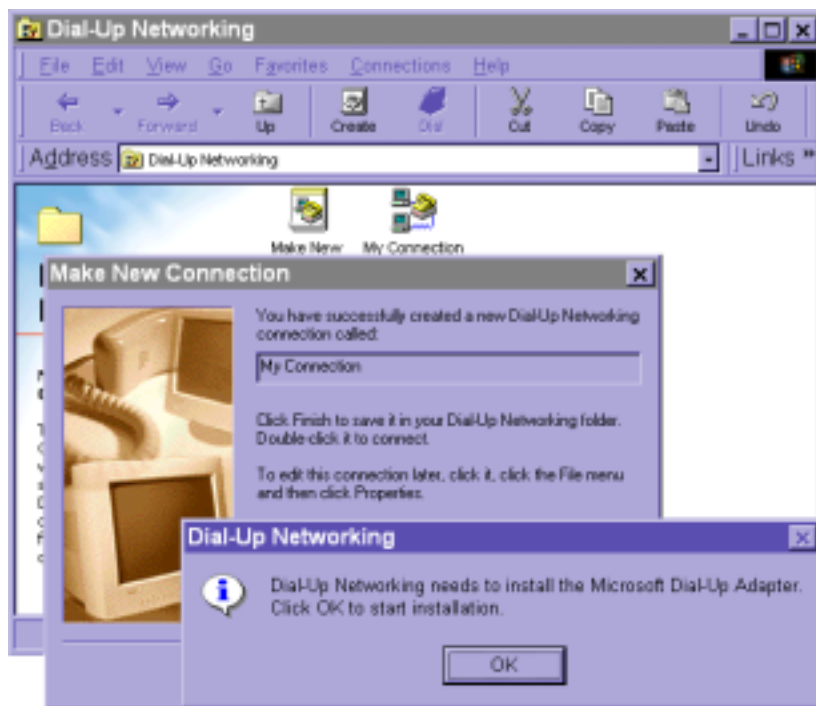 Dial-Up Networking
File Edit View Go Favorites Connections Help
Back Forward Up Create Dial Cut Copy Paste Undo
Address Dial-Up Networking Links »
Make New My Connection
Make New Connection
You have successfully created a new Dial-Up Networking
connection called:
My Connection
Click Finish to save it in your Dial-Up Networking folder.
Double-click it to connect.
To edit this connection later, click it, click the File menu
and then click Properties.
Dial-Up Networking
Dial-Up Networking needs to install the Microsoft Dial-Up Adapter.
Click OK to start installation.
OK